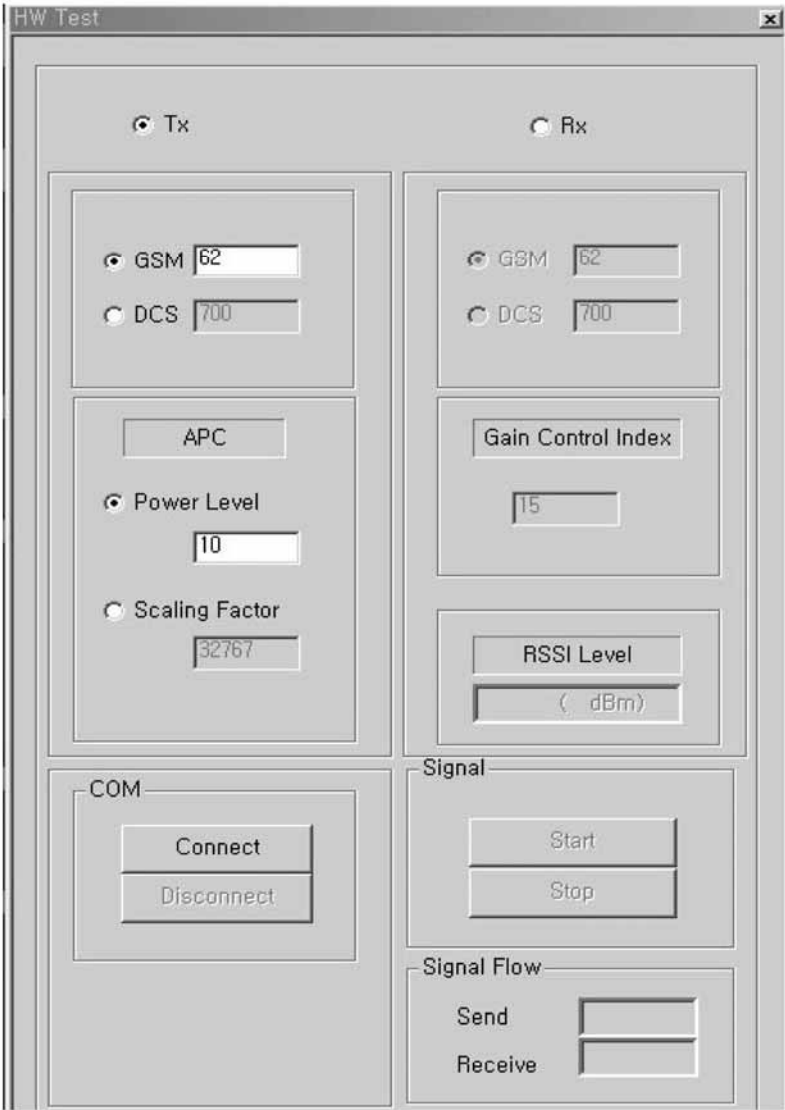 HW Test
Tx
Rx
GSM 62
DCS 700
GSM 62
DCS 700
APC
Power Level
10
Scaling Factor
32767
Gain Control Index
15
RSSI Level
( dBm)
COM
Connect
Disconnect
Signal
Start
Stop
Signal Flow
Send
Receive